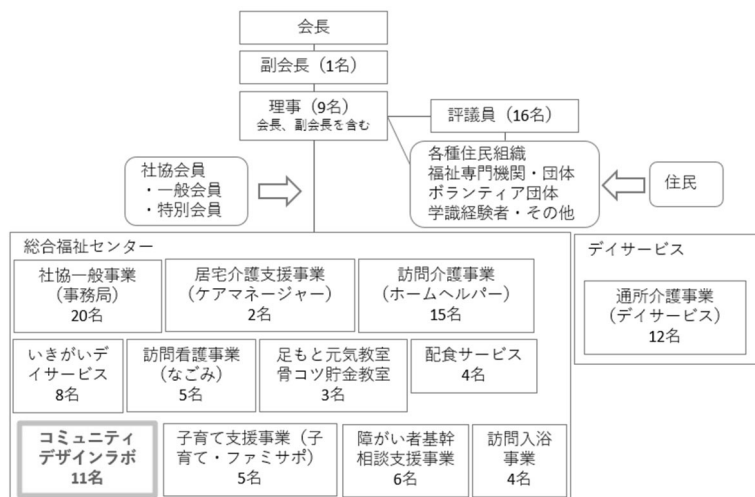 会長
副会長（1名）
理事（9名）
会長、副会長を含む
評議員（16名）
社協会員
・一般会員
・特別会員
各種住民組織
福祉専門機関・団体
ボランティア団体
学識経験者・その他
住民
総合福祉センター
社協一般事業
（事務局）
20名
居宅介護支援事業
（ケアマネージャー）
2名
訪問介護事業
（ホームヘルパー）
15名
いきがいデ
イサービス
8名
訪問看護事業
（なごみ）
5名
足もと元気教室
骨コツ貯金教室
3名
配食サービス
4名
コミュニティ
デザインラボ
11名
子育て支援事業（子
育て・ファミサポ）
5名
障がい者基幹
相談支援事業
6名
訪問入浴
事業
4名
デイサービス
通所介護事業
（デイサービス）
12名